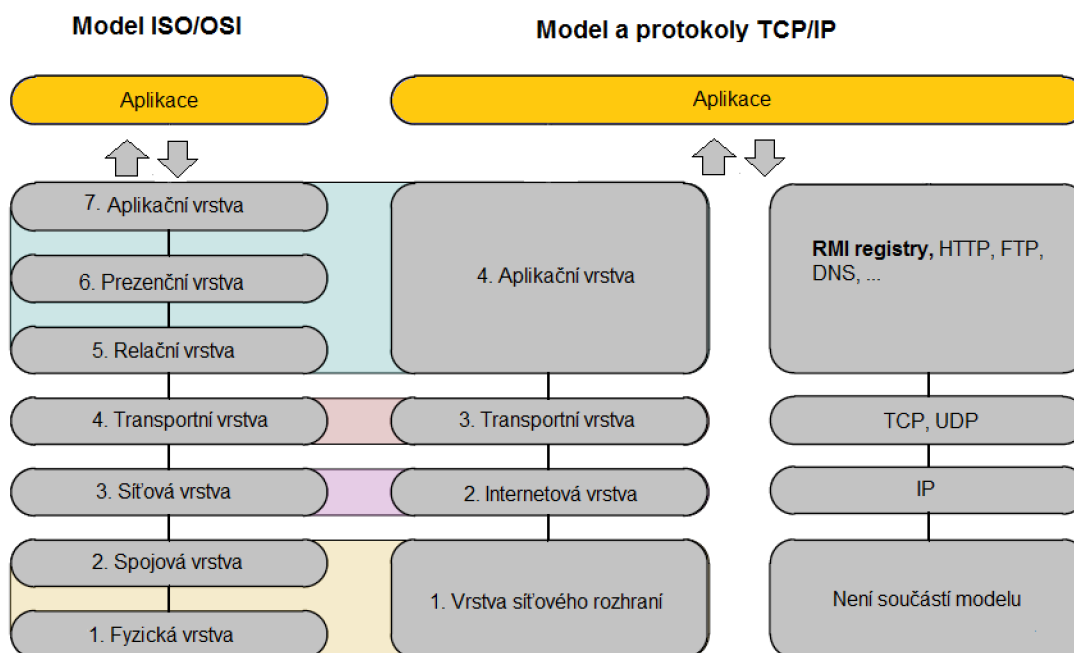 Model ISO/OSI
Model a protokoly TCP/IP
Aplikace
Aplikace
7. Aplikační vrstva
6. Prezenční vrstva
5. Relační vrstva
4. Transportní vrstva
3. Síťová vrstva
2. Spojová vrstva
1. Fyzická vrstva
4. Aplikační vrstva
3. Transportní vrstva
2. Internetová vrstva
1. Vrstva síťového rozhraní
RMI registry, HTTP, FTP,
DNS, ...
TCP, UDP
IP
Není součástí modelu